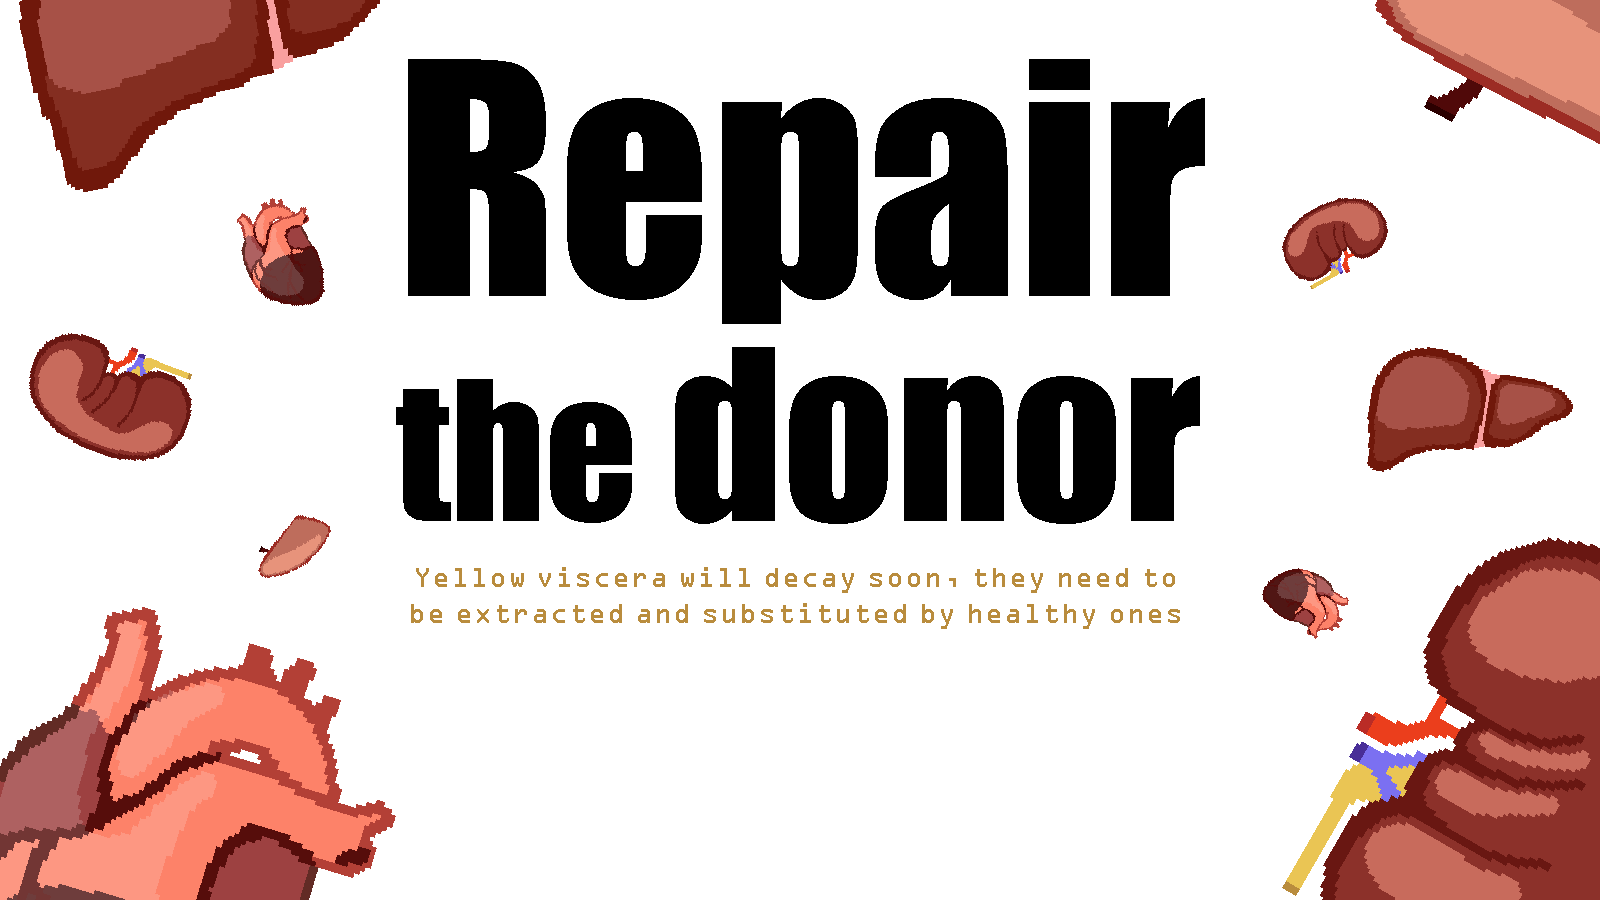 Repair
the donor
Yellow viscera will decay soon, they need to
be extracted and substituted by healthy ones